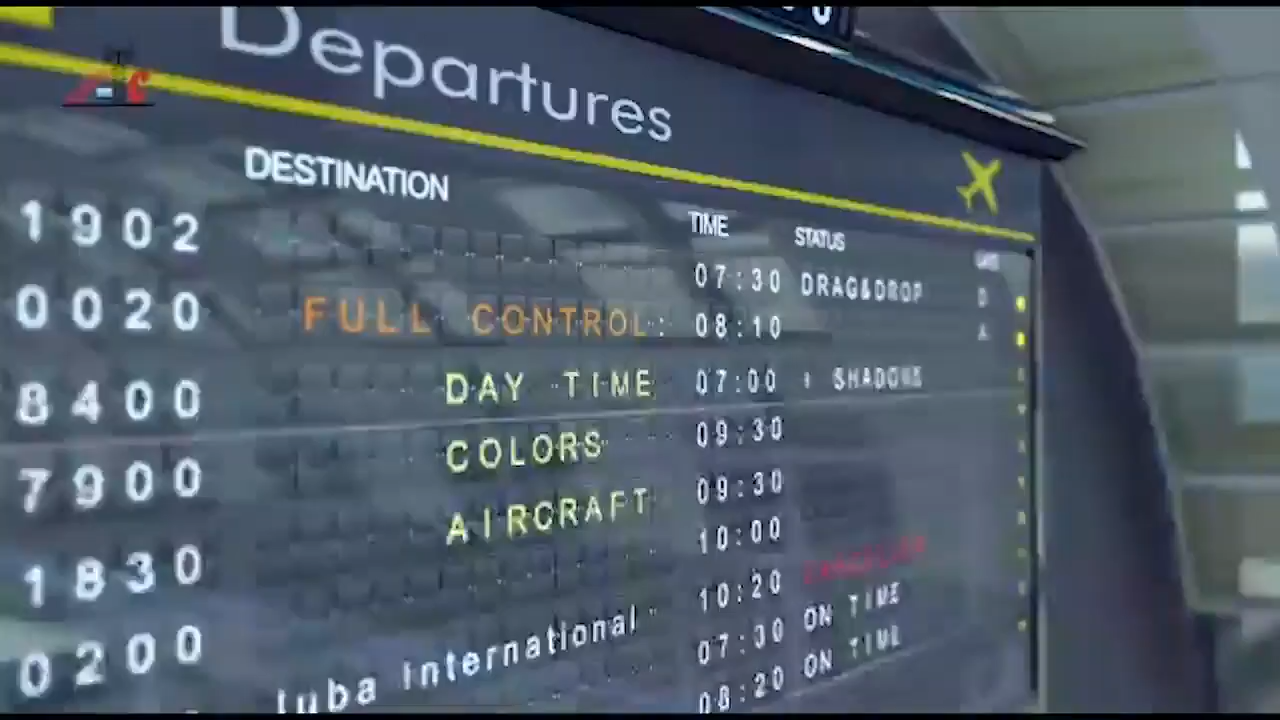 Departures
DESTINATION TIME STATUS
1902 07:30 DRAG&DROP D
0020 FULL CONTROL: 08:10 A
8400 DAY TIME 07:00 SHADOWS
7900 COLORS 09:30
1830 AIRCRAFT 09:30
0200 10:00
10:20 CANCELLED
International 07:30 ON TIME
08:20 ON TIME